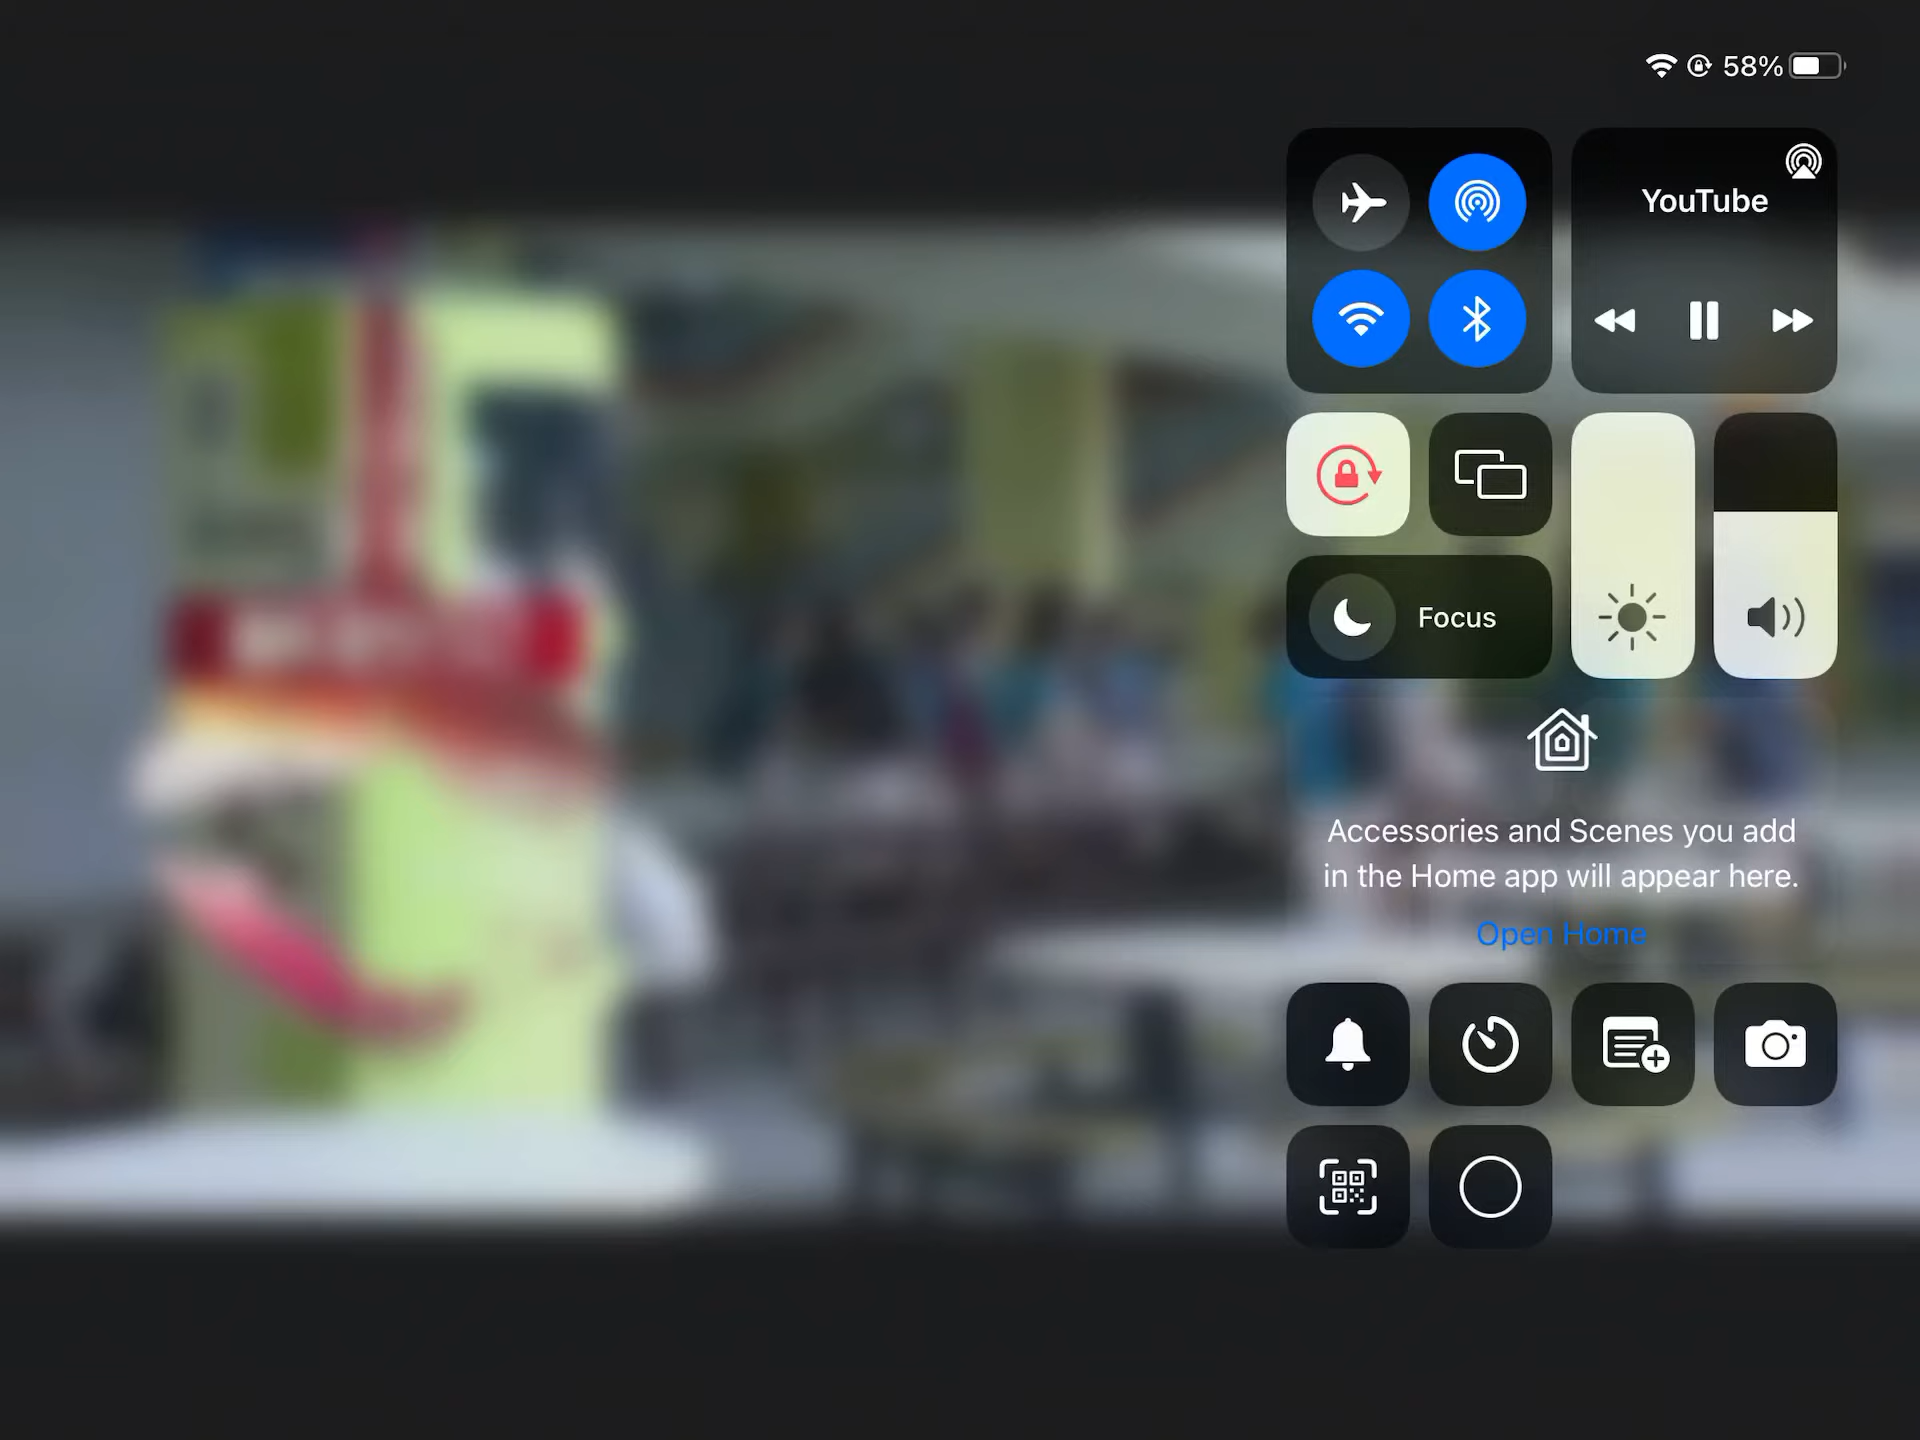 58%
YouTube
Focus
Accessories and Scenes you add
in the Home app will appear here.
Open Home